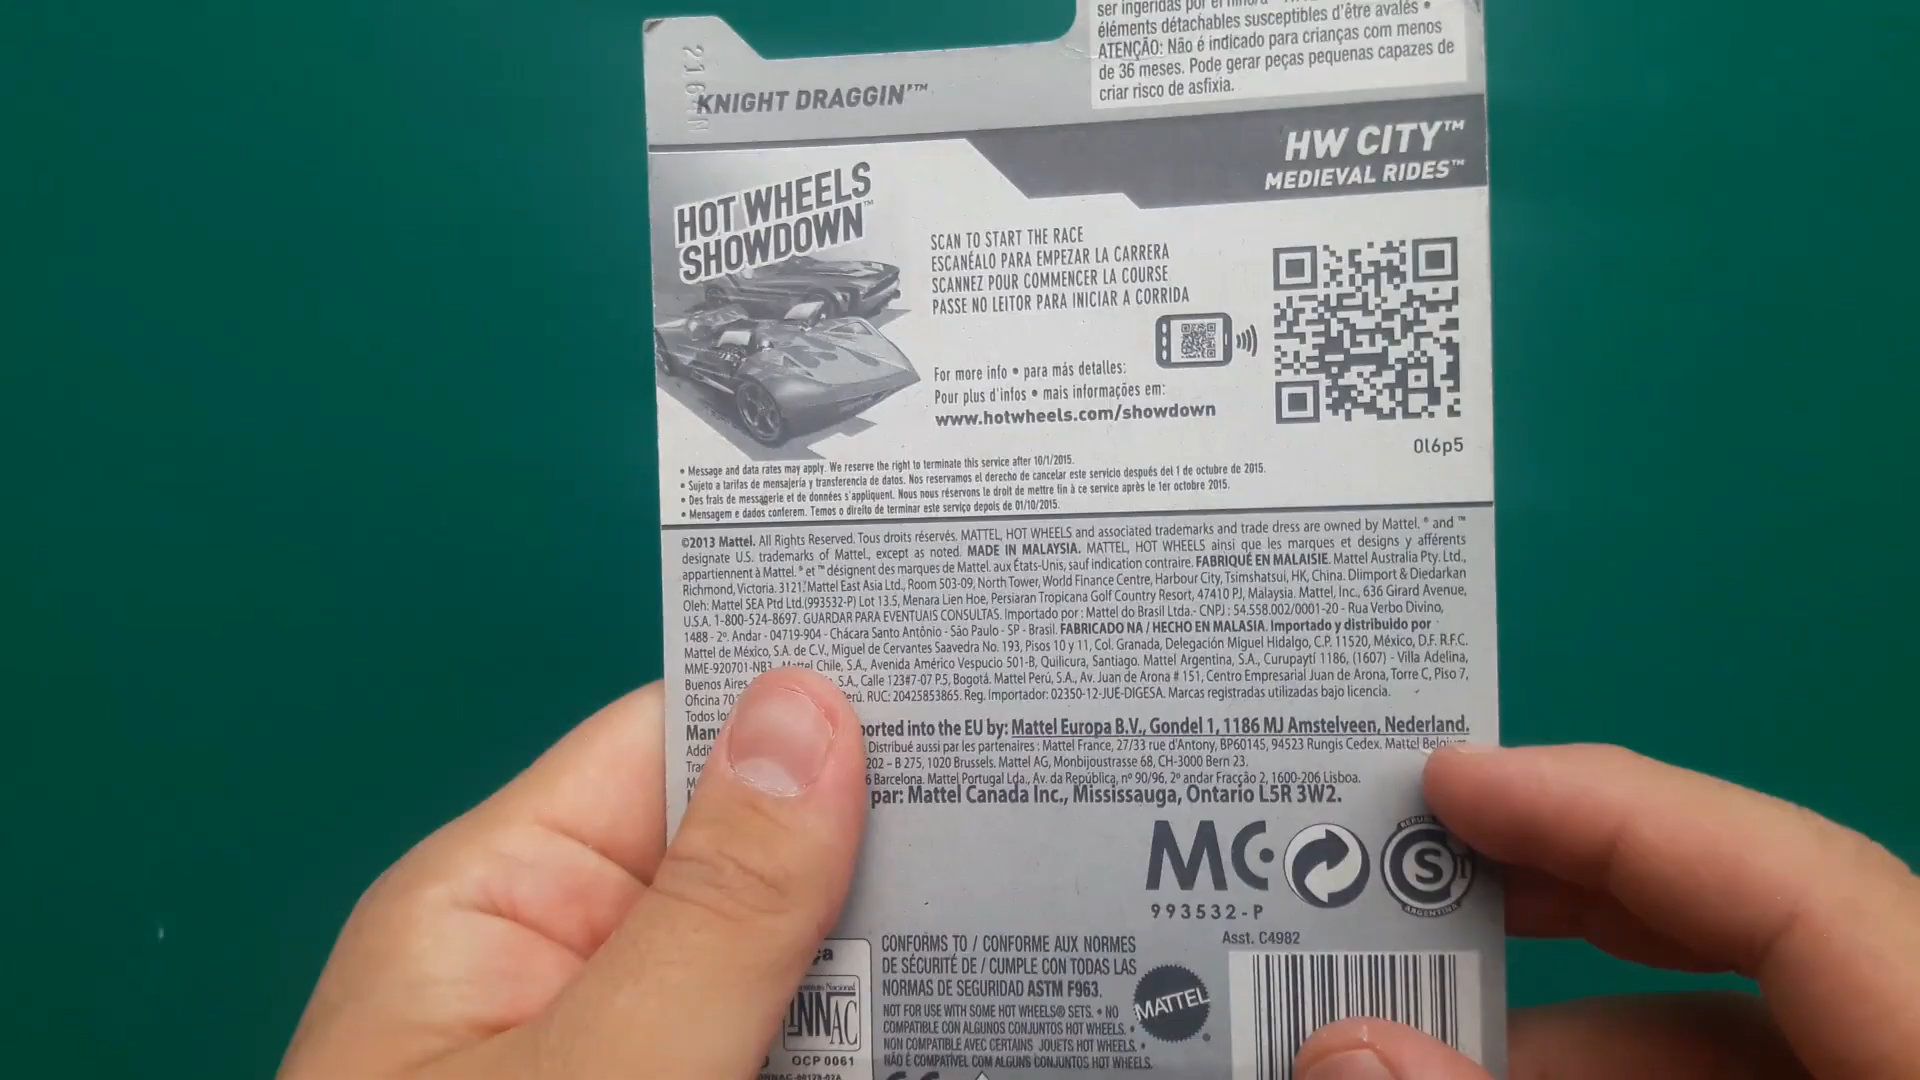 ser ingeridas por el
éléments détachables susceptibles d'être avalés •
ATENÇÃO: Não é indicado para crianças com menos
de 36 meses. Pode gerar peças pequenas capazes de
criar risco de asfixia.
KNIGHT DRAGGIN'™
HW CITY™
MEDIEVAL RIDES™
HOT WHEELS
SHOWDOWN™
SCAN TO START THE RACE
ESCANÉALO PARA EMPEZAR LA CARRERA
SCANNEZ POUR COMMENCER LA COURSE
PASSE NO LEITOR PARA INICIAR A CORRIDA
For more info • para más detalles:
Pour plus d'infos • mais informações em:
www.hotwheels.com/showdown
0l6p5
• Message and data rates may apply. We reserve the right to terminate this service after 10/1/2015.
• Sujeto a tarifas de mensajería y transferencia de datos. Nos reservamos el derecho de cancelar este servicio después del 1 de octubre de 2015.
• Des frais de messagerie et de données s'appliquent. Nous nous réservons le droit de mettre fin à ce service après le 1er octobre 2015.
• Mensagem e dados conferem. Temos o direito de terminar este serviço depois de 01/10/2015.
©2013 Mattel. All Rights Reserved. Tous droits réservés. MATTEL, HOT WHEELS and associated trademarks and trade dress are owned by Mattel. ® and ™
designate U.S. trademarks of Mattel, except as noted. MADE IN MALAYSIA. MATTEL, HOT WHEELS ainsi que les marques et designs y afférents
appartiennent à Mattel. ® et ™ désignent des marques de Mattel. aux États-Unis, sauf indication contraire. FABRIQUÉ EN MALAISIE. Mattel Australia Pty. Ltd.,
Richmond, Victoria. 3121. Mattel East Asia Ltd., Room 503-09, North Tower, World Finance Centre, Harbour City, Tsimshatsui, HK, China. DIimport & Diedarkan
Oleh: Mattel SEA Ptd Ltd.(993532-P) Lot 13.5, Menara Lien Hoe, Persiaran Tropicana Golf Country Resort, 47410 PJ, Malaysia. Mattel, Inc., 636 Girard Avenue,
U.S.A. 1-800-524-8697. GUARDAR PARA EVENTUAIS CONSULTAS. Importado por : Mattel do Brasil Ltda.- CNPJ : 54.558.002/0001-20 - Rua Verbo Divino,
1488 - 2º. Andar - 04719-904 - Chácara Santo Antônio - São Paulo - SP - Brasil. FABRICADO NA / HECHO EN MALASIA. Importado y distribuido por
Mattel de México, S.A. de C.V., Miguel de Cervantes Saavedra No. 193, Pisos 10 y 11, Col. Granada, Delegación Miguel Hidalgo, C.P. 11520, México, D.F. R.F.C.
MME-920701-NB3. Mattel Chile, S.A., Avenida Américo Vespucio 501-B, Quilicura, Santiago. Mattel Argentina, S.A., Curupaytí 1186, (1607) - Villa Adelina,
Buenos Aires S.A., Calle 123#7-07 P.5, Bogotá. Mattel Perú, S.A., Av. Juan de Arona # 151, Centro Empresarial Juan de Arona, Torre C, Piso 7,
Oficina Perú. RUC: 20425853865. Reg. Importador: 02350-12-JUE-DIGESA. Marcas registradas utilizadas bajo licencia.
Todos
orted into the EU by: Mattel Europa B.V., Gondel 1, 1186 MJ Amstelveen, Nederland.
Distribué aussi par les partenaires : Mattel France, 27/33 rue d'Antony, BP60145, 94523 Rungis Cedex. Mattel
202 – B 275, 1020 Brussels. Mattel AG, Monbijoustrasse 68, CH-3000 Bern 23.
6 Barcelona. Mattel Portugal Lda., Av. da República, nº 90/96, 2º andar Fracção 2, 1600-206 Lisboa.
par: Mattel Canada Inc., Mississauga, Ontario L5R 3W2.
MC
993532-P
S
ARGENTINA
Asst. C4982
CONFORMS TO / CONFORME AUX NORMES
DE SÉCURITÉ DE / CUMPLE CON TODAS LAS
NORMAS DE SEGURIDAD ASTM F963.
NOT FOR USE WITH SOME HOT WHEELS® SETS. • NO
COMPATIBLE CON ALGUNOS CONJUNTOS HOT WHEELS. •
NON COMPATIBLE AVEC CERTAINS JOUETS HOT WHEELS. •
NÃO É COMPATÍVEL COM ALGUNS CONJUNTOS HOT WHEELS.
MATTEL
INNAC
OCP 0061